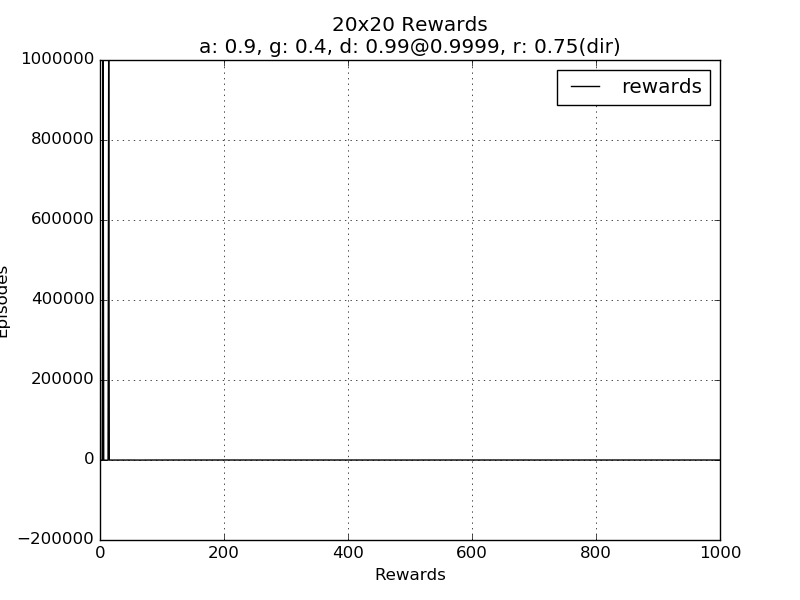 20x20 Rewards
a: 0.9, g: 0.4, d: 0.99@0.9999, r: 0.75(dir)
rewards
1000000
800000
600000
400000
200000
0
−200000
Episodes
0 200 400 600 800 1000
Rewards